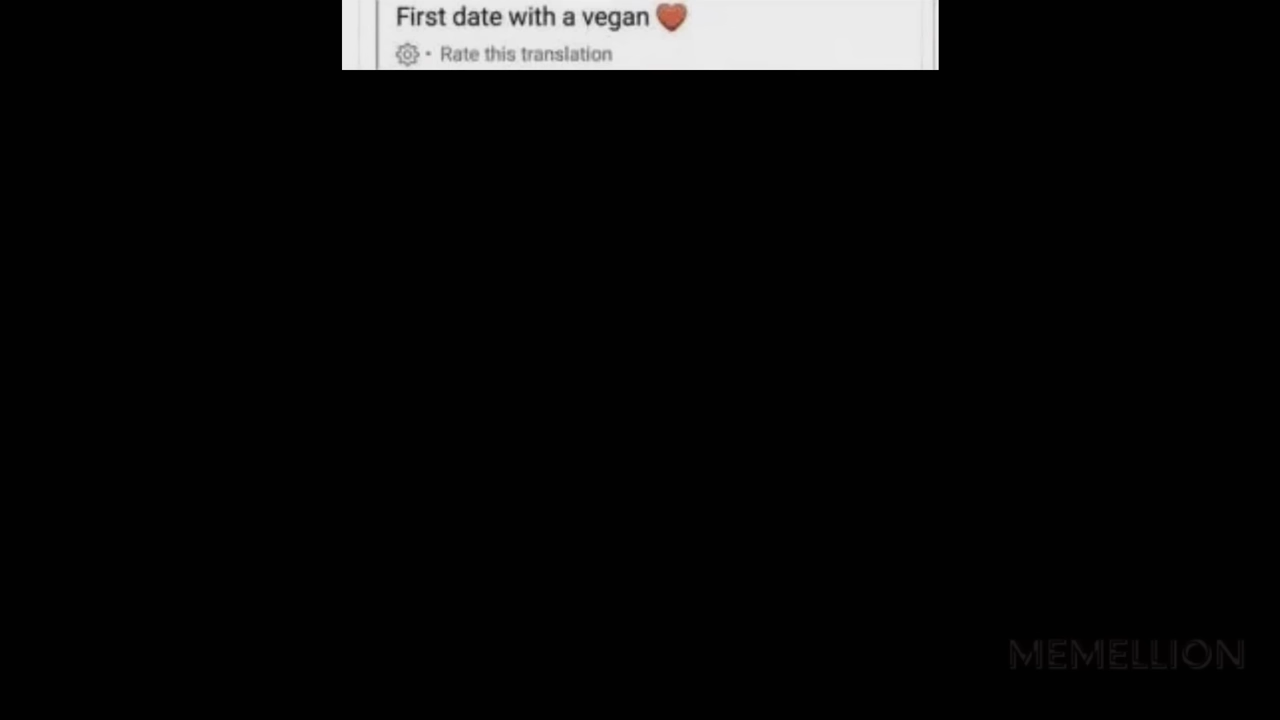 First date with a vegan ❤️
· Rate this translation
MEMELLION